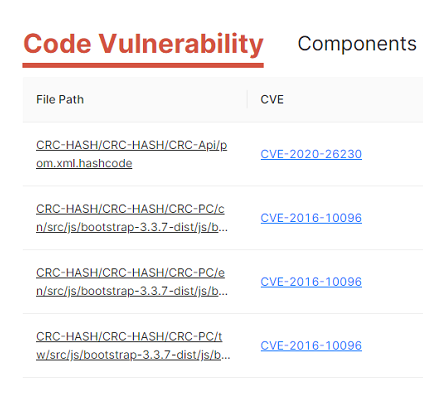 Code Vulnerability Components
File Path CVE
CRC-HASH/CRC-HASH/CRC-Api/p
om.xml.hashcode
CVE-2020-26230
CRC-HASH/CRC-HASH/CRC-PC/c
n/src/js/bootstrap-3.3.7-dist/js/b...
CVE-2016-10096
CRC-HASH/CRC-HASH/CRC-PC/e
n/src/js/bootstrap-3.3.7-dist/js/b...
CVE-2016-10096
CRC-HASH/CRC-HASH/CRC-PC/t
w/src/js/bootstrap-3.3.7-dist/js/b...
CVE-2016-10096